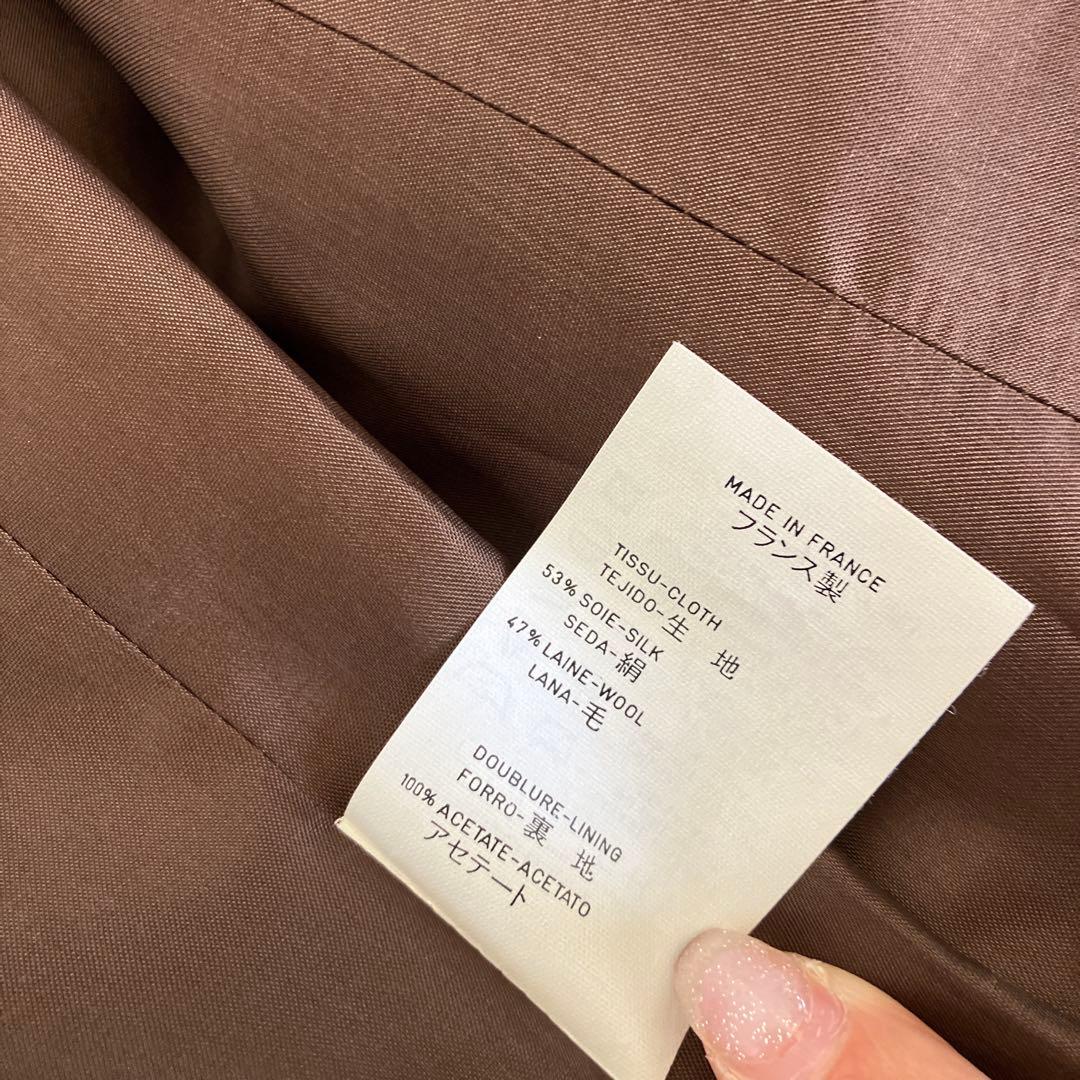 MADE IN FRANCE
フランス製
TISSU-CLOTH
TEJIDO-生 地
53% SOIE-SILK
SEDA-絹
47% LAINE-WOOL
LANA-毛
DOUBLURE-LINING
FORRO-裏 地
100% ACETATE-ACETATO
アセテート